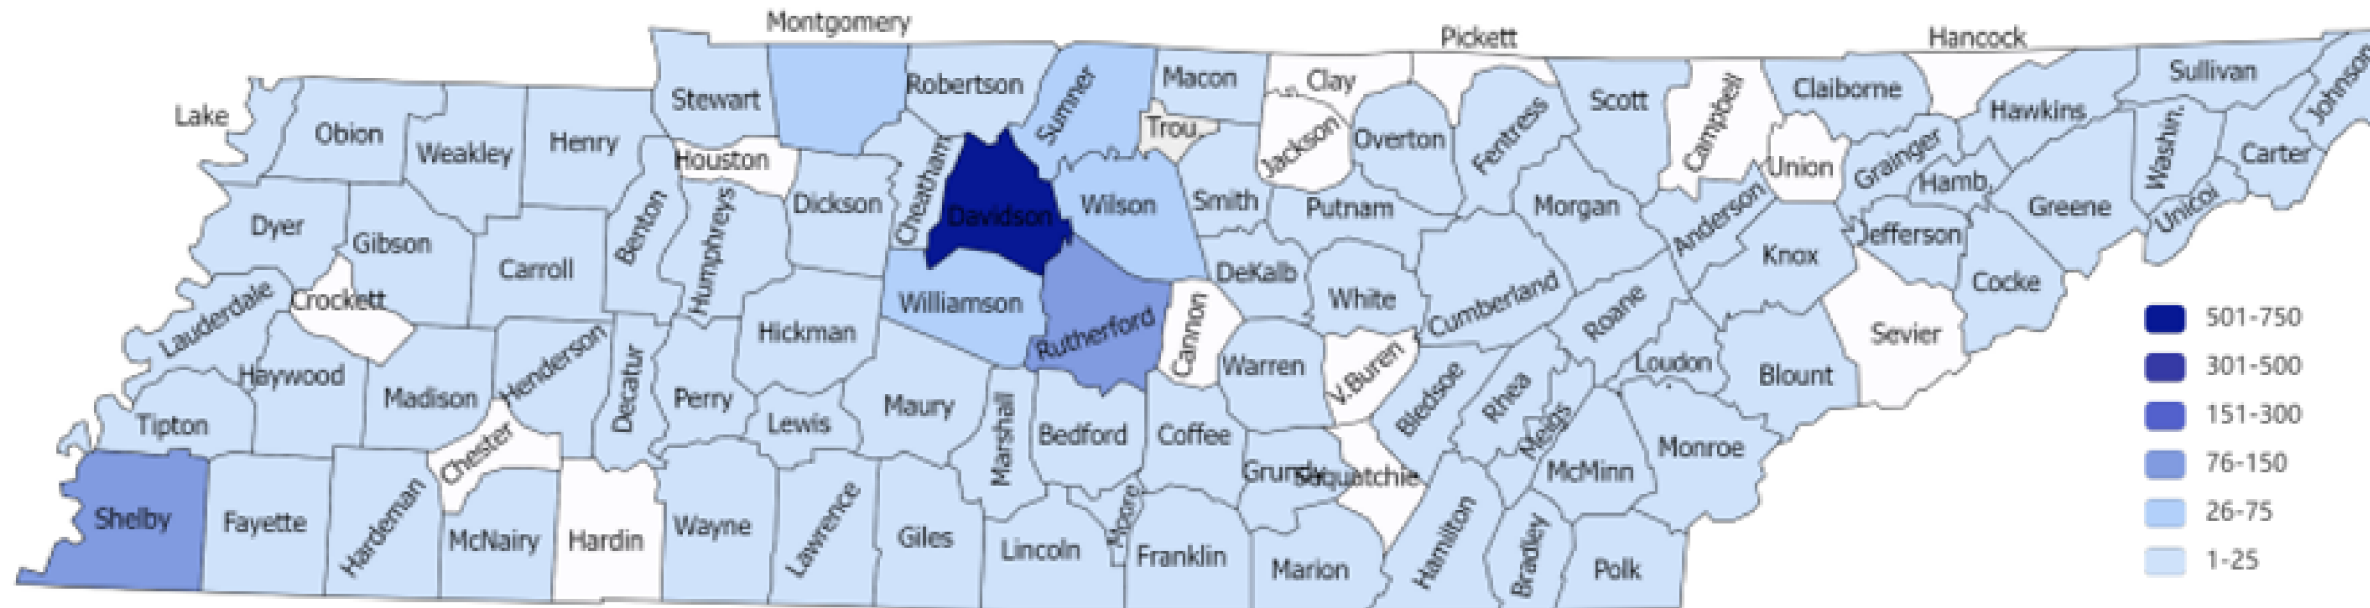 Montgomery
Pickett
Hancock
Lake
Obion
Weakley
Henry
Stewart
Robertson
Sumner
Macon
Clay
Scott
Campbell
Claiborne
Hawkins
Sullivan
Johnson
Houston
Cheatham
Trou.
Jackson
Overton
Fentress
Union
Grainger
Hamb.
Washin.
Carter
Dyer
Gibson
Carroll
Benton
Humphreys
Dickson
Davidson
Wilson
Smith
Putnam
Morgan
Anderson
Knox
Jefferson
Greene
Unicoi
Crockett
Lauderdale
Haywood
Madison
Henderson
Decatur
Perry
Hickman
Williamson
Rutherford
Cannon
DeKalb
White
Cumberland
Roane
Loudon
Blount
Sevier
Cocke
Tipton
Chester
Lewis
Maury
Marshall
Bedford
Coffee
Warren
V.Buren
Bledsoe
Rhea
Meigs
McMinn
Monroe
Shelby
Fayette
Hardeman
McNairy
Hardin
Wayne
Lawrence
Giles
Lincoln
Moore
Franklin
Grundy
Sequatchie
Marion
Hamilton
Bradley
Polk
501-750
301-500
151-300
76-150
26-75
1-25